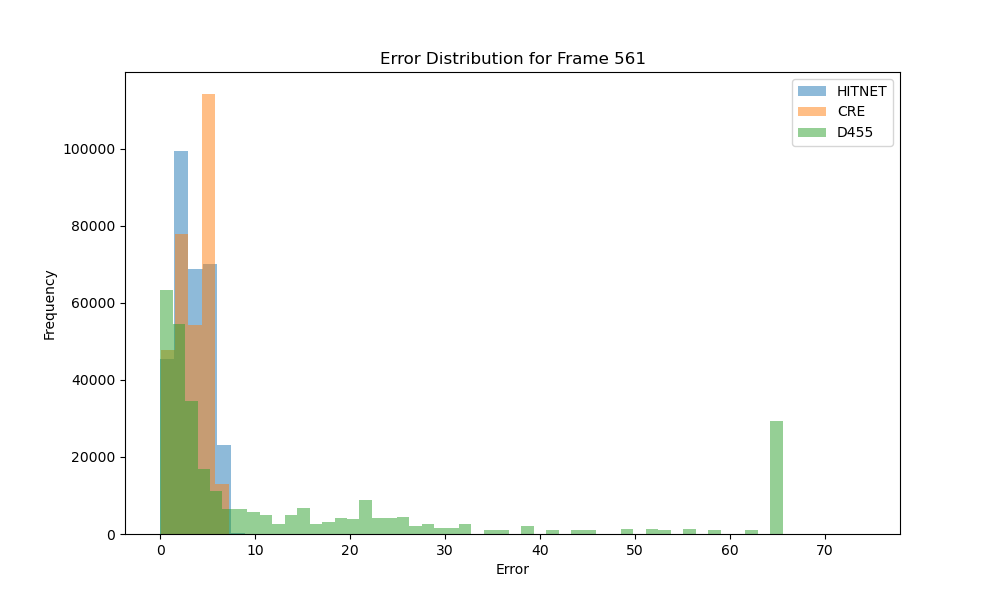 Error Distribution for Frame 561
HITNET
CRE
D455
Frequency
100000
80000
60000
40000
20000
0
0 10 20 30 40 50 60 70
Error